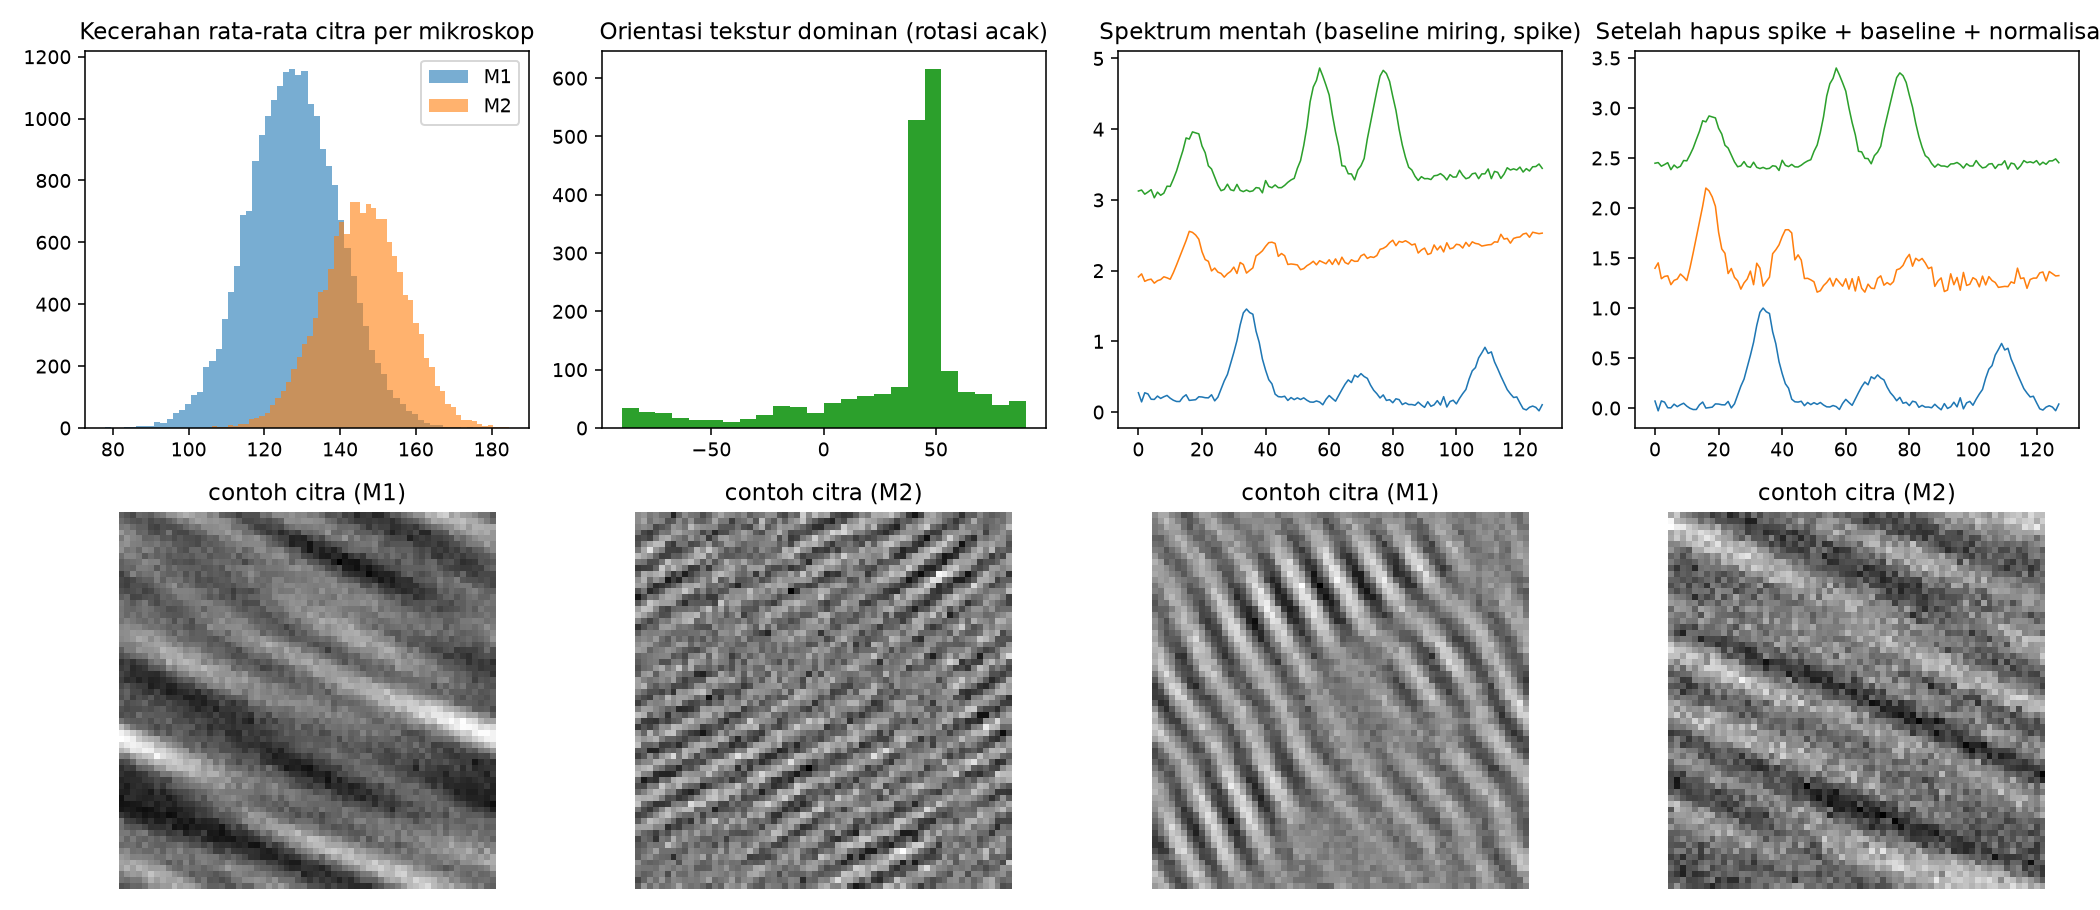 Kecerahan rata-rata citra per mikroskop
1200
1000
800
600
400
200
0
80 100 120 140 160 180
M1
M2
Orientasi tekstur dominan (rotasi acak)
600
500
400
300
200
100
0
−50 0 50
Spektrum mentah (baseline miring, spike)
5
4
3
2
1
0
0 20 40 60 80 100 120
Setelah hapus spike + baseline + normalisa
3.5
3.0
2.5
2.0
1.5
1.0
0.5
0.0
0 20 40 60 80 100 120
contoh citra (M1)
contoh citra (M2)
contoh citra (M1)
contoh citra (M2)